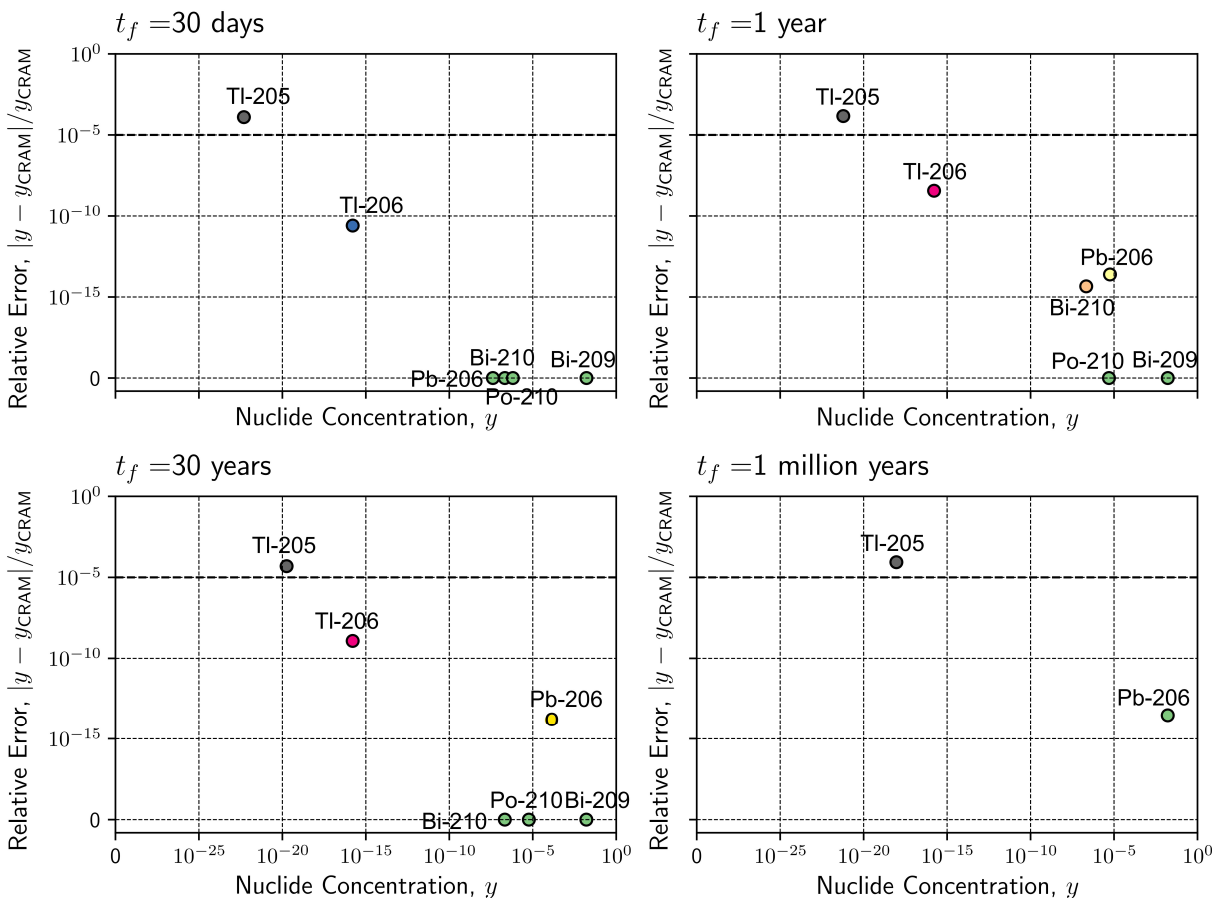 t_f =30 days
Relative Error, |y − y_CRAM|/y_CRAM
10^0
10^−5
10^−10
10^−15
0
Tl-205
Tl-206
Bi-210
Bi-209
Pb-206
Po-210
Nuclide Concentration, y
t_f =1 year
Relative Error, |y − y_CRAM|/y_CRAM
Tl-205
Tl-206
Pb-206
Bi-210
Po-210
Bi-209
Nuclide Concentration, y
t_f =30 years
Relative Error, |y − y_CRAM|/y_CRAM
10^0
10^−5
10^−10
10^−15
0
Tl-205
Tl-206
Pb-206
Po-210
Bi-209
Bi-210
0 10^−25 10^−20 10^−15 10^−10 10^−5 10^0
Nuclide Concentration, y
t_f =1 million years
Relative Error, |y − y_CRAM|/y_CRAM
Tl-205
Pb-206
0 10^−25 10^−20 10^−15 10^−10 10^−5 10^0
Nuclide Concentration, y